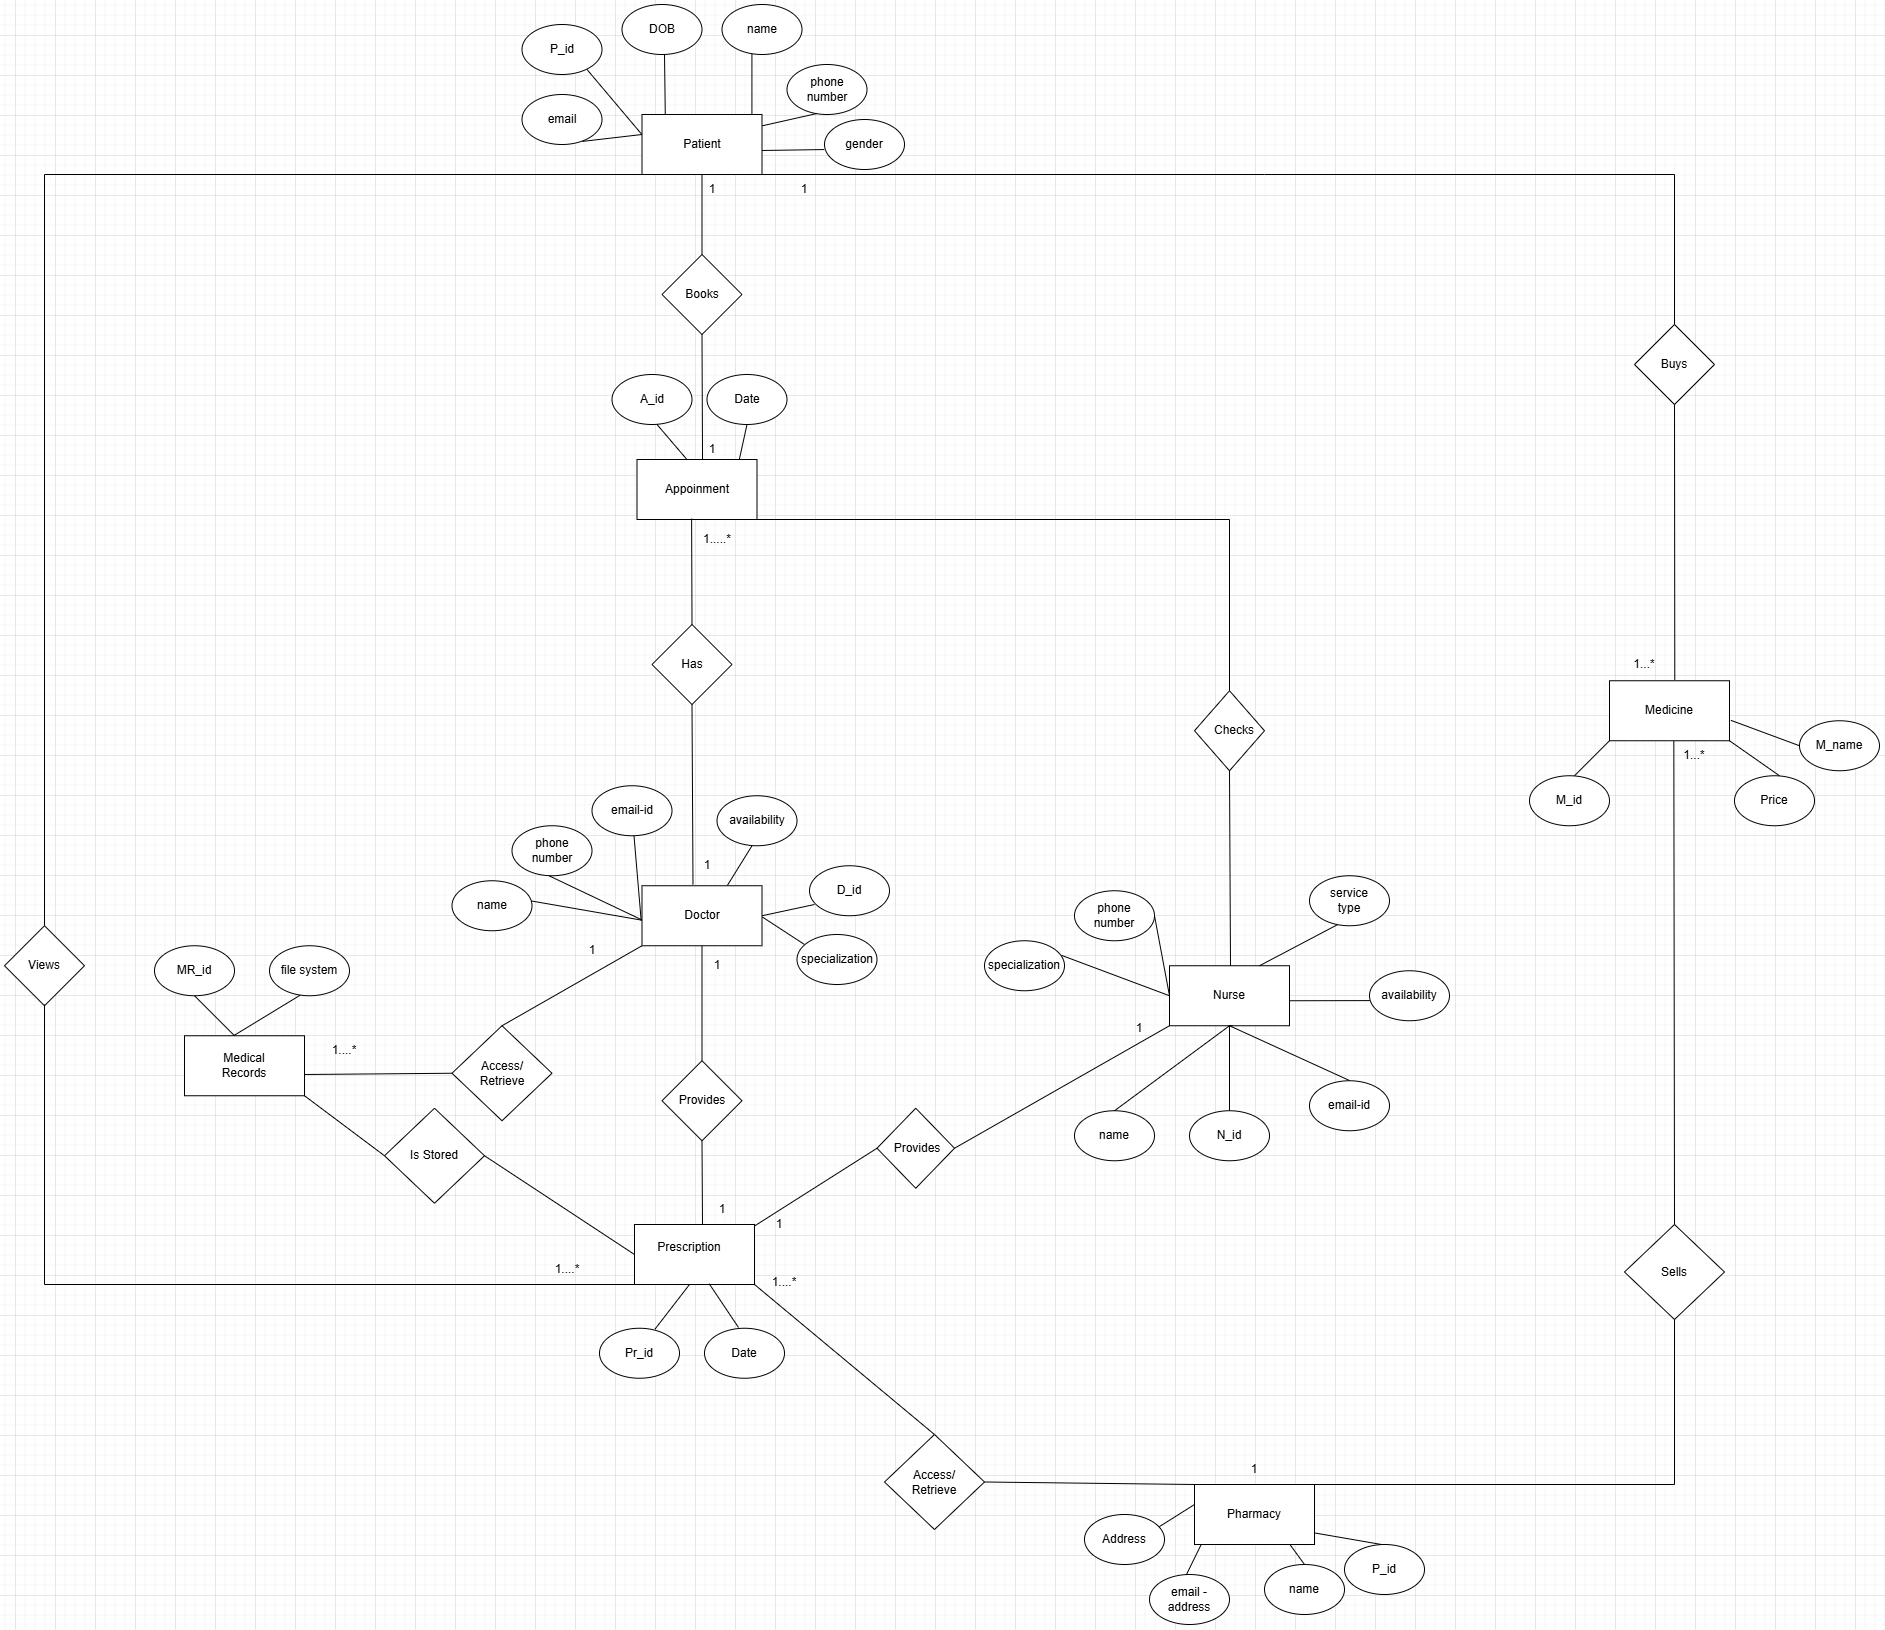 DOB
name
P_id
phone
number
email
Patient
gender
1
1
Books
Buys
A_id
Date
1
Appoinment
1.....*
Has
1...*
Medicine
Checks
M_name
1...*
M_id
Price
email-id
availability
phone
number
1
D_id
name
Doctor
service
type
phone
number
1
specialization
1
Views
MR_id
file system
specialization
Nurse
availability
1
1....*
Medical
Records
Access/
Retrieve
Provides
email-id
name
N_id
Is Stored
Provides
1
1
Prescription
1....*
1....*
Sells
Pr_id
Date
1
Access/
Retrieve
Pharmacy
Address
P_id
name
email -
address